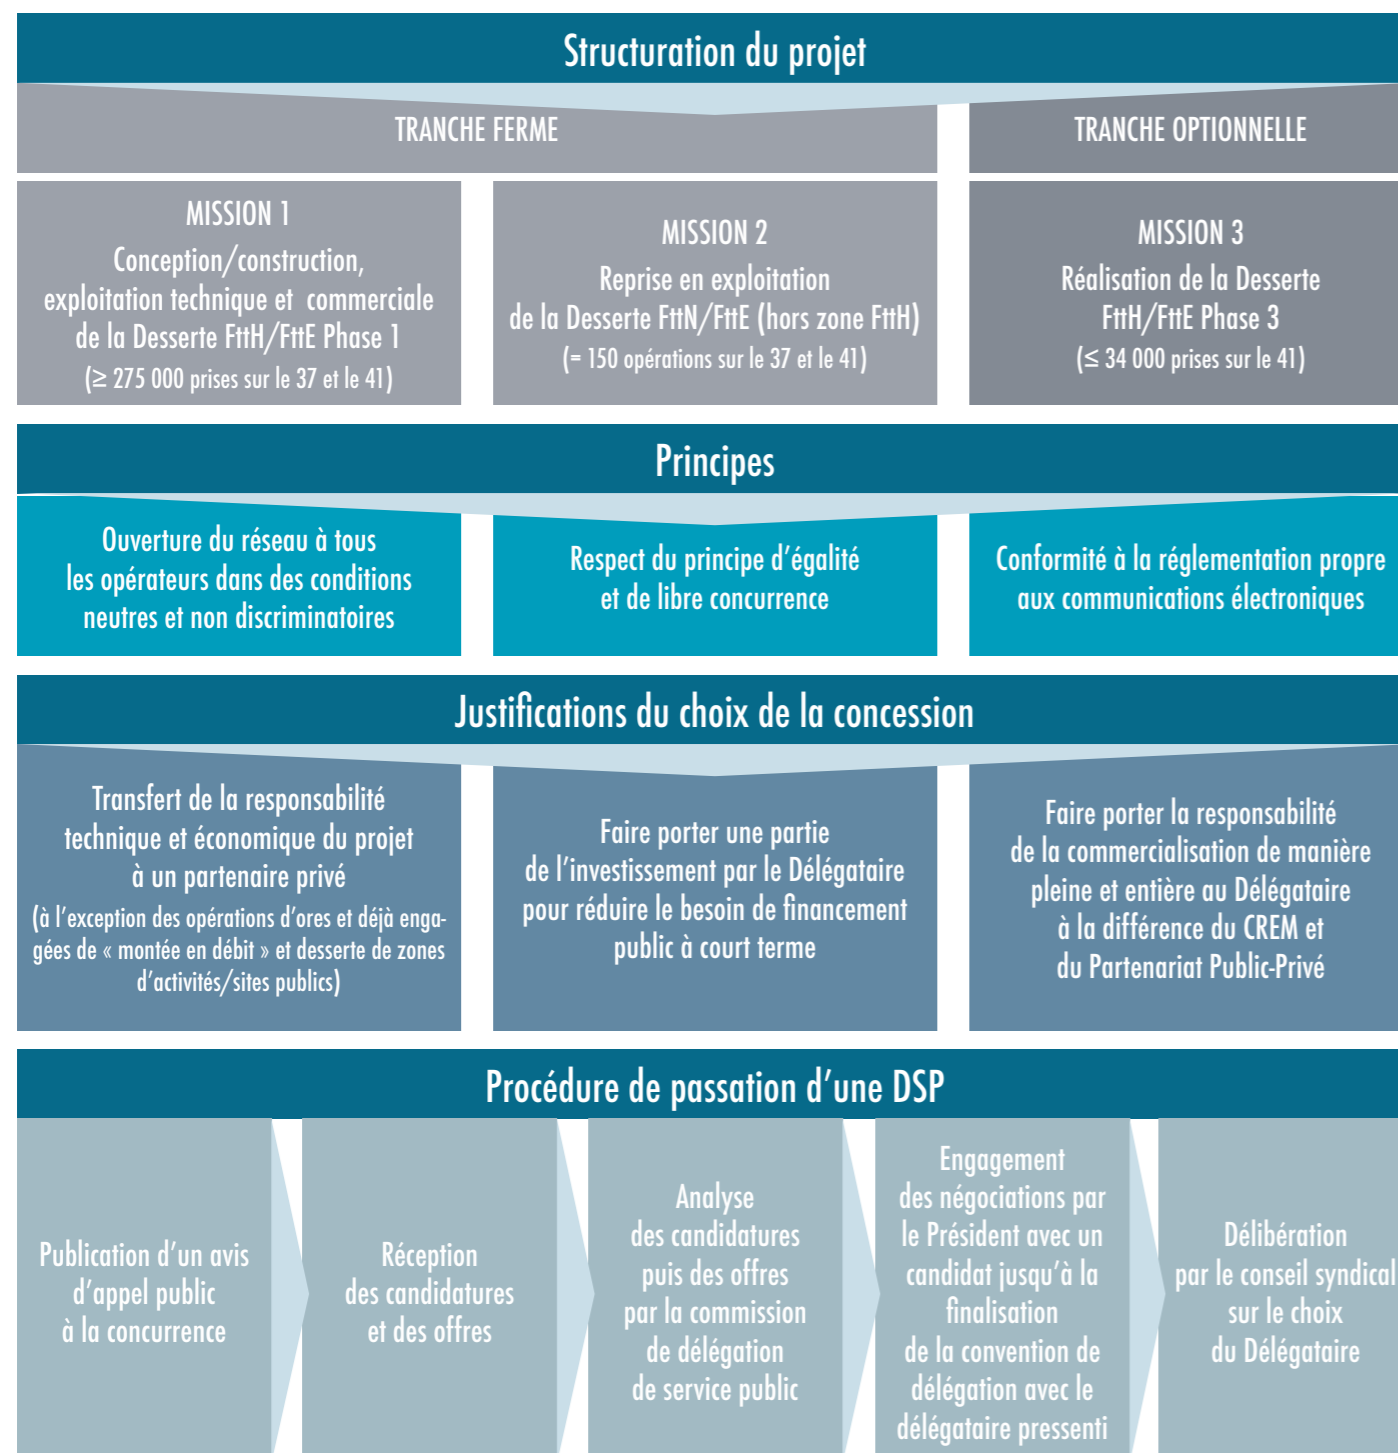 Structuration du projet
TRANCHE FERME
TRANCHE OPTIONNELLE
MISSION 1
Conception/construction,
exploitation technique et commerciale
de la Desserte FttH/FttE Phase 1
(≥ 275 000 prises sur le 37 et le 41)
MISSION 2
Reprise en exploitation
de la Desserte FttN/FttE (hors zone FttH)
(= 150 opérations sur le 37 et le 41)
MISSION 3
Réalisation de la Desserte
FttH/FttE Phase 3
(≤ 34 000 prises sur le 41)
Principes
Ouverture du réseau à tous
les opérateurs dans des conditions
neutres et non discriminatoires
Respect du principe d'égalité
et de libre concurrence
Conformité à la réglementation propre
aux communications électroniques
Justifications du choix de la concession
Transfert de la responsabilité
technique et économique du projet
à un partenaire privé
(à l'exception des opérations d'ores et déjà enga-
gées de « montée en débit » et desserte de zones
d'activités/sites publics)
Faire porter une partie
de l'investissement par le Délégataire
pour réduire le besoin de financement
public à court terme
Faire porter la responsabilité
de la commercialisation de manière
pleine et entière au Délégataire
à la différence du CREM et
du Partenariat Public-Privé
Procédure de passation d'une DSP
Publication d'un avis
d'appel public
à la concurrence
Réception
des candidatures
et des offres
Analyse
des candidatures
puis des offres
par la commission
de délégation
de service public
Engagement
des négociations par
le Président avec un
candidat jusqu'à la
finalisation
de la convention de
délégation avec le
délégataire pressenti
Délibération
par le conseil syndical
sur le choix
du Délégataire